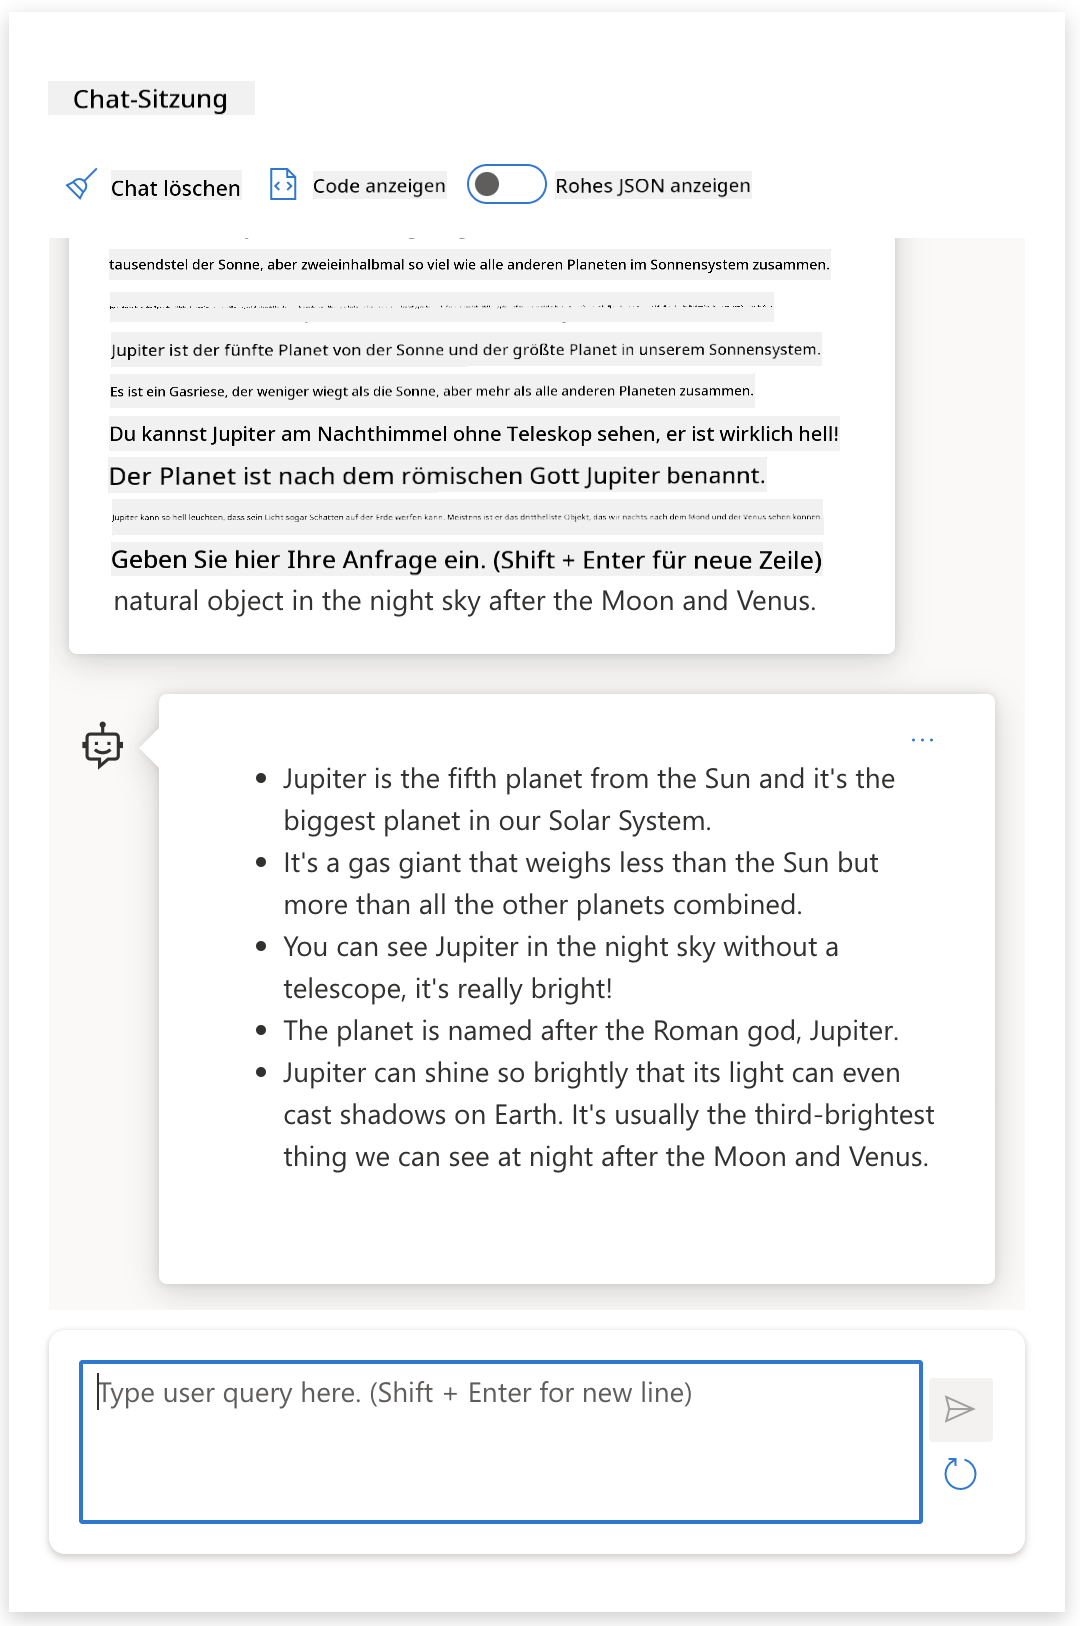 Chat-Sitzung
Chat löschen
Code anzeigen
Rohes JSON anzeigen
tausendstel der Sonne, aber zweieinhalbmal so viel wie alle anderen Planeten im Sonnensystem zusammen.
Jupiter ist der fünfte Planet von der Sonne und der größte Planet in unserem Sonnensystem.
Es ist ein Gasriese, der weniger wiegt als die Sonne, aber mehr als alle anderen Planeten zusammen.
Du kannst Jupiter am Nachthimmel ohne Teleskop sehen, er ist wirklich hell!
Der Planet ist nach dem römischen Gott Jupiter benannt.
Jupiter kann so hell leuchten, dass sein Licht sogar Schatten auf der Erde werfen kann. Meistens ist er das dritthellste Objekt, das wir nachts nach dem Mond und der Venus sehen können.
Geben Sie hier Ihre Anfrage ein. (Shift + Enter für neue Zeile)
natural object in the night sky after the Moon and Venus.
Jupiter is the fifth planet from the Sun and it's the
biggest planet in our Solar System.
It's a gas giant that weighs less than the Sun but
more than all the other planets combined.
You can see Jupiter in the night sky without a
telescope, it's really bright!
The planet is named after the Roman god, Jupiter.
Jupiter can shine so brightly that its light can even
cast shadows on Earth. It's usually the third-brightest
thing we can see at night after the Moon and Venus.
Type user query here. (Shift + Enter for new line)